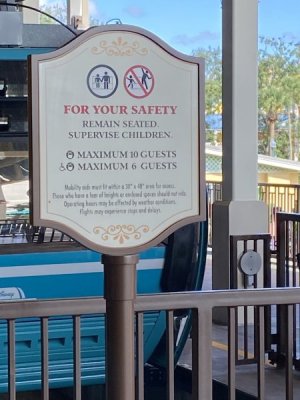 FOR YOUR SAFETY
REMAIN SEATED.
SUPERVISE CHILDREN.
MAXIMUM 10 GUESTS
MAXIMUM 6 GUESTS
Mobility aids must fit within a 30" x 48" area for access.
Those who have a fear of heights or enclosed spaces should not ride.
Operating hours may be affected by weather conditions.
Flights may experience stops and delays.